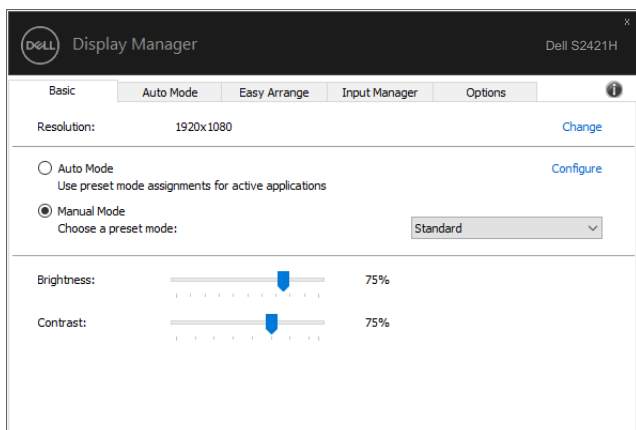 x
DELL Display Manager Dell S2421H
Basic Auto Mode Easy Arrange Input Manager Options i
Resolution: 1920x1080 Change
Auto Mode Configure
Use preset mode assignments for active applications
Manual Mode
Choose a preset mode: Standard
Brightness: 75%
Contrast: 75%